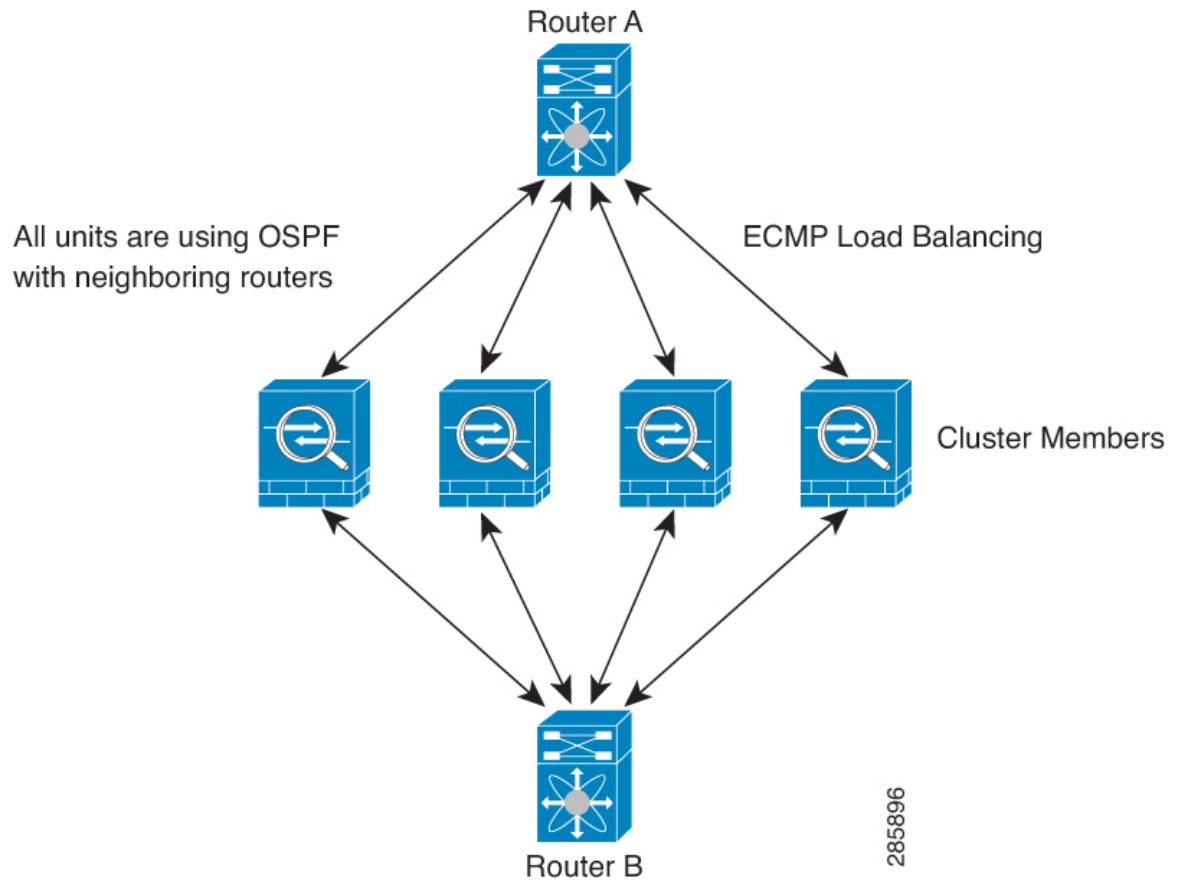 Router A
All units are using OSPF
with neighboring routers
ECMP Load Balancing
Cluster Members
Router B
285896